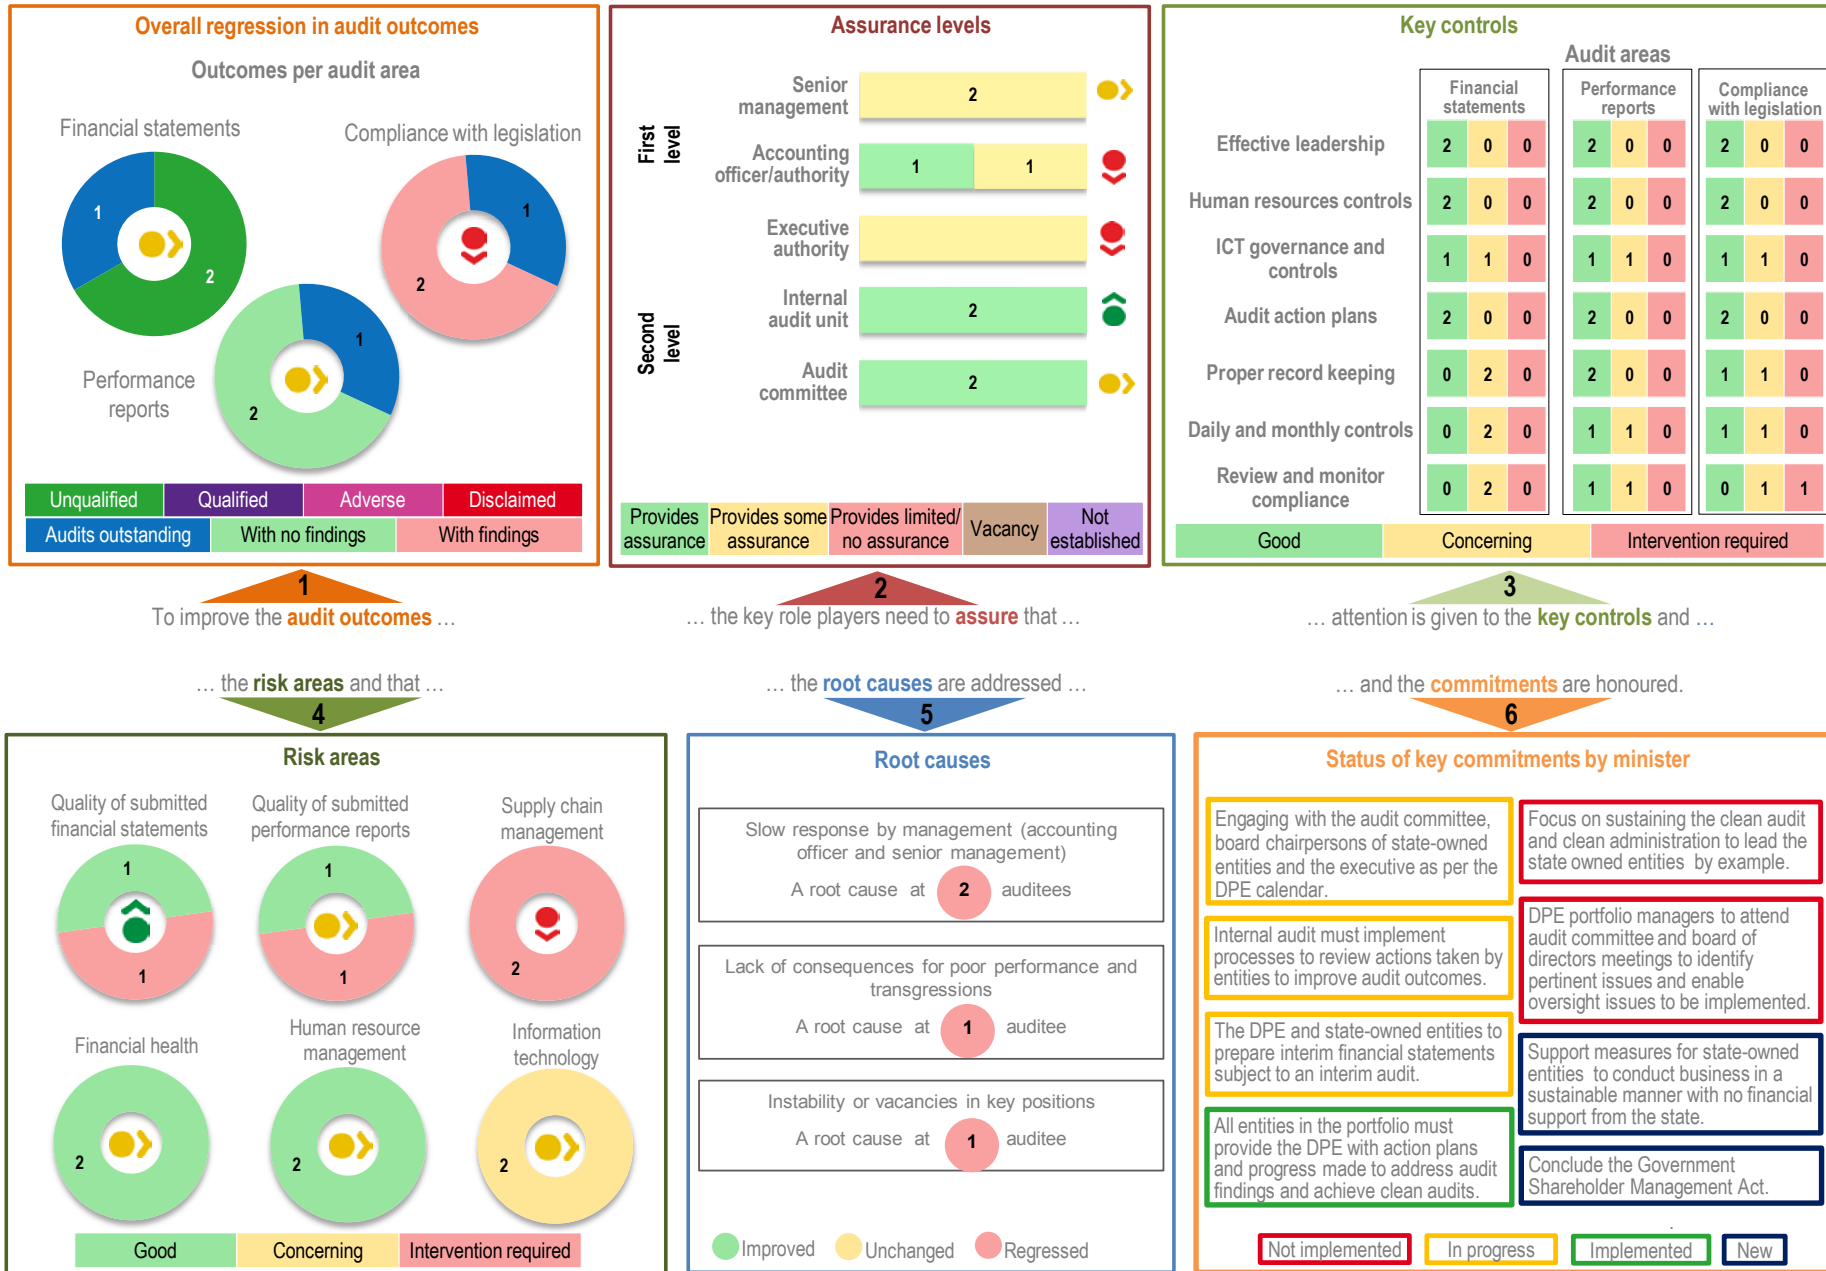 Overall regression in audit outcomes
Outcomes per audit area
Financial statements
Compliance with legislation
1
2
1
2
Performance
reports
1
2
Unqualified
Qualified
Adverse
Disclaimed
Audits outstanding
With no findings
With findings
Assurance levels
First
level
Senior
management
2
Accounting
officer/authority
1
1
Executive
authority
Second
level
Internal
audit unit
2
Audit
committee
2
Provides
assurance
Provides some
assurance
Provides limited/
no assurance
Vacancy
Not
established
Key controls
Audit areas
Financial
statements
Performance
reports
Compliance
with legislation
Effective leadership
2 0 0 2 0 0 2 0 0
Human resources controls
2 0 0 2 0 0 2 0 0
ICT governance and
controls
1 1 0 1 1 0 1 1 0
Audit action plans
2 0 0 2 0 0 2 0 0
Proper record keeping
0 2 0 2 0 0 1 1 0
Daily and monthly controls
0 2 0 1 1 0 1 1 0
Review and monitor
compliance
0 2 0 1 1 0 0 1 1
Good
Concerning
Intervention required
1
To improve the audit outcomes …
2
… the key role players need to assure that …
3
… attention is given to the key controls and …
… the risk areas and that …
4
… the root causes are addressed …
5
… and the commitments are honoured.
6
Risk areas
Quality of submitted
financial statements
1
1
Quality of submitted
performance reports
1
1
Supply chain
management
2
Financial health
2
Human resource
management
2
Information
technology
2
Good
Concerning
Intervention required
Root causes
Slow response by management (accounting
officer and senior management)
A root cause at 2 auditees
Lack of consequences for poor performance and
transgressions
A root cause at 1 auditee
Instability or vacancies in key positions
A root cause at 1 auditee
Improved
Unchanged
Regressed
Status of key commitments by minister
Engaging with the audit committee,
board chairpersons of state-owned
entities and the executive as per the
DPE calendar.
Internal audit must implement
processes to review actions taken by
entities to improve audit outcomes.
The DPE and state-owned entities to
prepare interim financial statements
subject to an interim audit.
All entities in the portfolio must
provide the DPE with action plans
and progress made to address audit
findings and achieve clean audits.
Focus on sustaining the clean audit
and clean administration to lead the
state owned entities by example.
DPE portfolio managers to attend
audit committee and board of
directors meetings to identify
pertinent issues and enable
oversight issues to be implemented.
Support measures for state-owned
entities to conduct business in a
sustainable manner with no financial
support from the state.
Conclude the Government
Shareholder Management Act.
.
Not implemented
In progress
Implemented
New